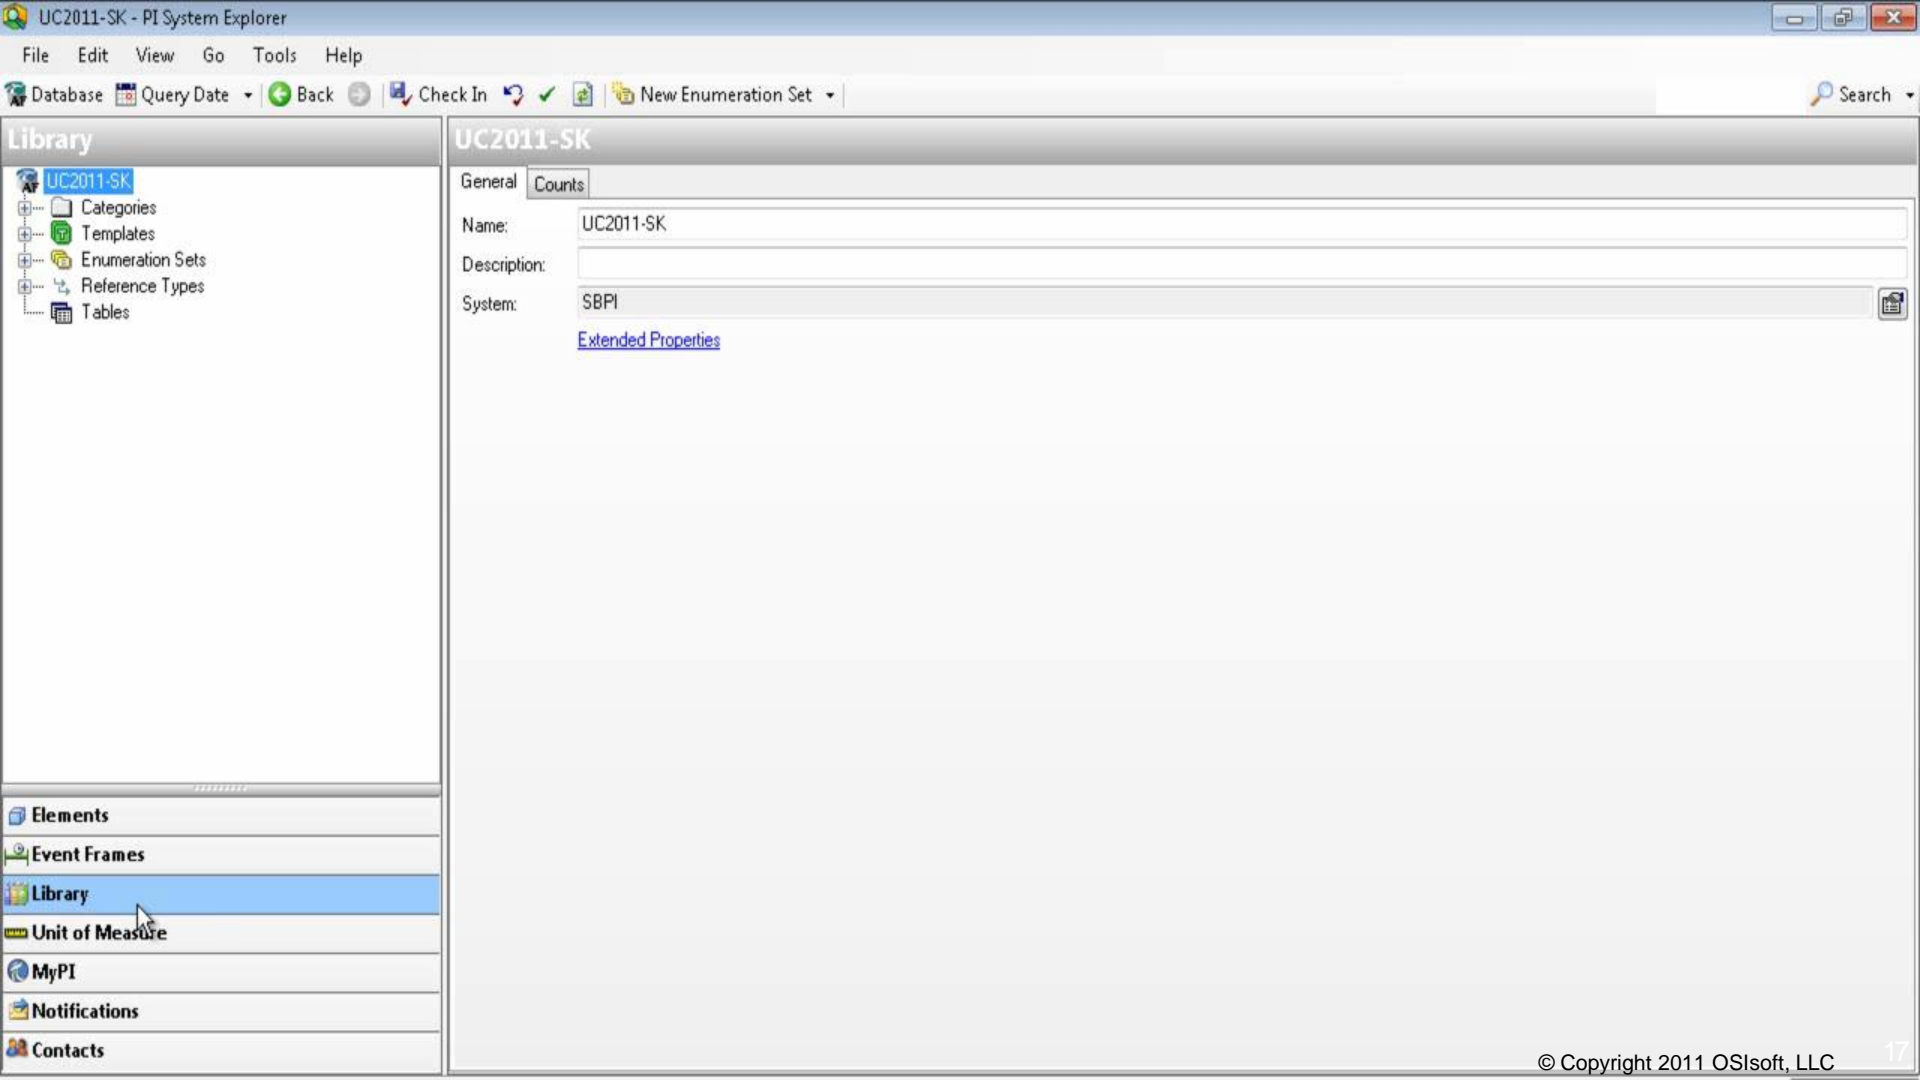 UC2011-SK - PI System Explorer
File Edit View Go Tools Help
Database Query Date Back Check In New Enumeration Set Search
Library
UC2011-SK
Categories
Templates
Enumeration Sets
Reference Types
Tables
UC2011-SK
General Counts
Name: UC2011-SK
Description:
System: SBPI
Extended Properties
Elements
Event Frames
Library
Unit of Measure
MyPI
Notifications
Contacts
© Copyright 2011 OSIsoft, LLC
17